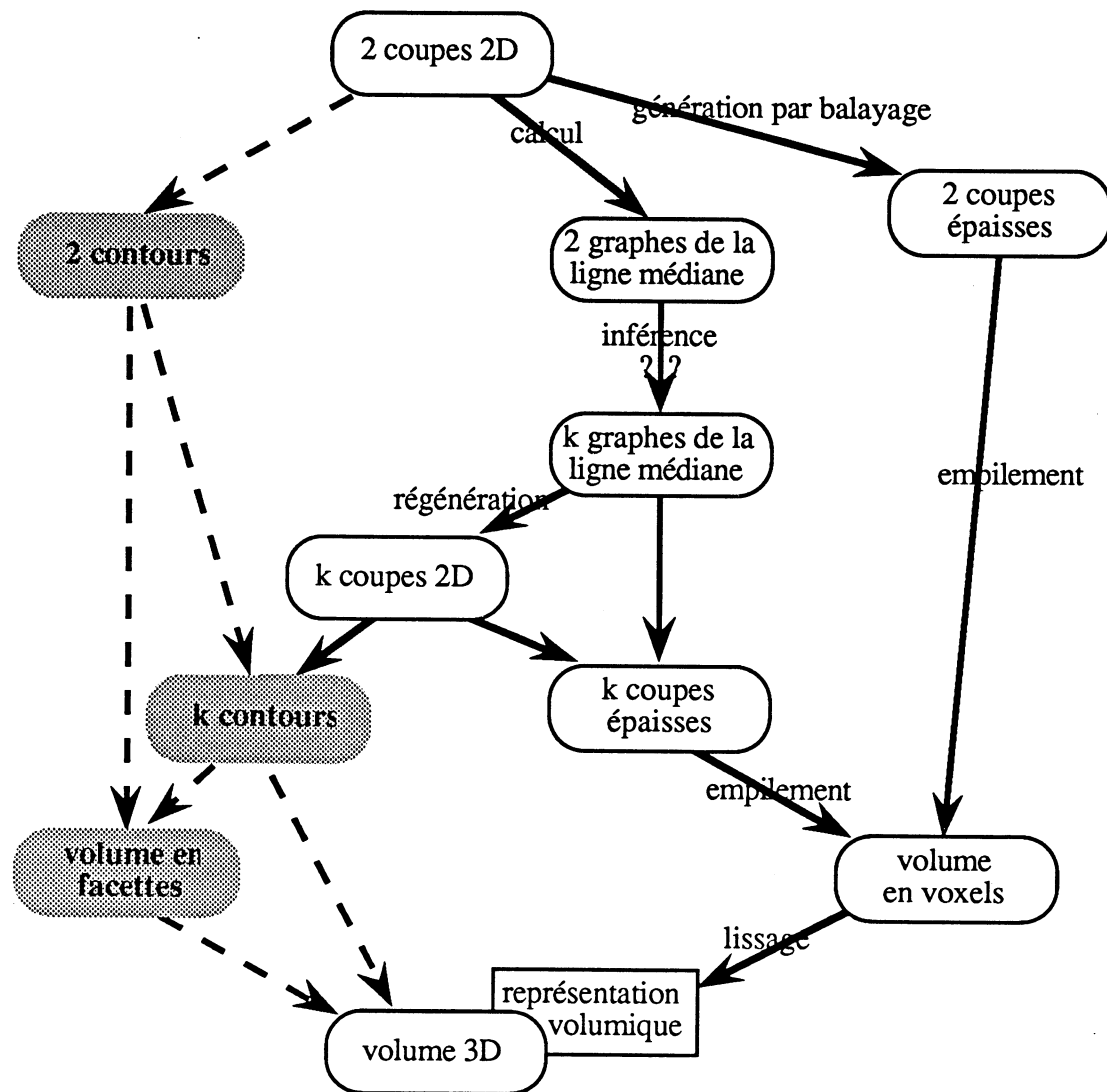 2 coupes 2D
génération par balayage
calcul
2 coupes
épaisses
2 contours
2 graphes de la
ligne médiane
inférence
? ?
k graphes de la
ligne médiane
empilement
régénération
k coupes 2D
k contours
k coupes
épaisses
empilement
volume en
facettes
volume
en voxels
lissage
représentation
volumique
volume 3D